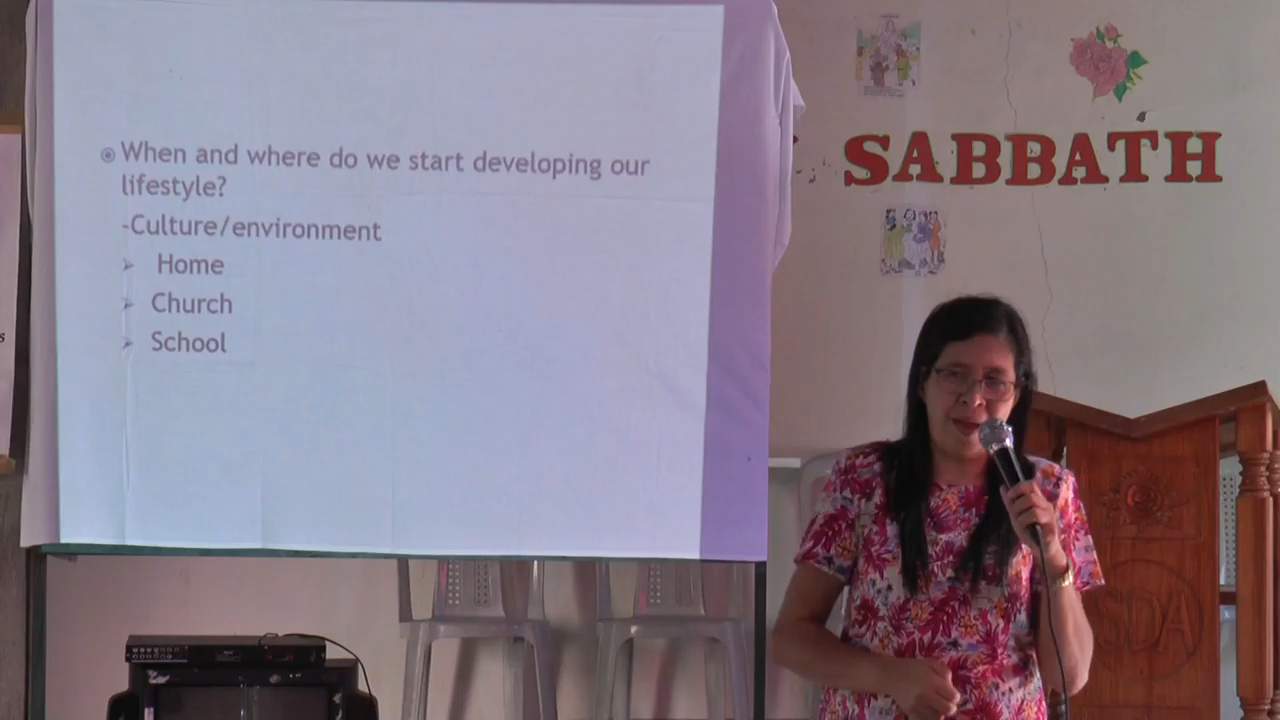 When and where do we start developing our
lifestyle?
-Culture/environment
Home
Church
School
SABBATH
SDA
s